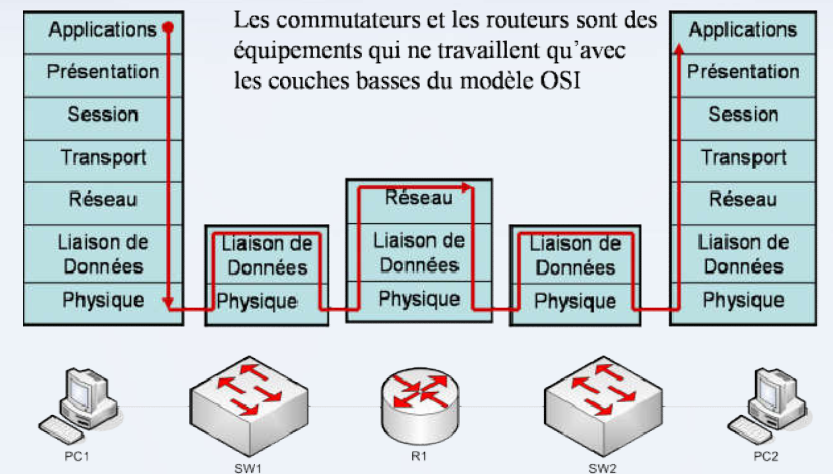 Les commutateurs et les routeurs sont des
équipements qui ne travaillent qu'avec
les couches basses du modèle OSI
Applications
Présentation
Session
Transport
Réseau
Liaison de
Données
Physique
Liaison de
Données
Physique
Réseau
Liaison de
Données
Physique
Liaison de
Données
Physique
Applications
Présentation
Session
Transport
Réseau
Liaison de
Données
Physique
PC1
SW1
R1
SW2
PC2